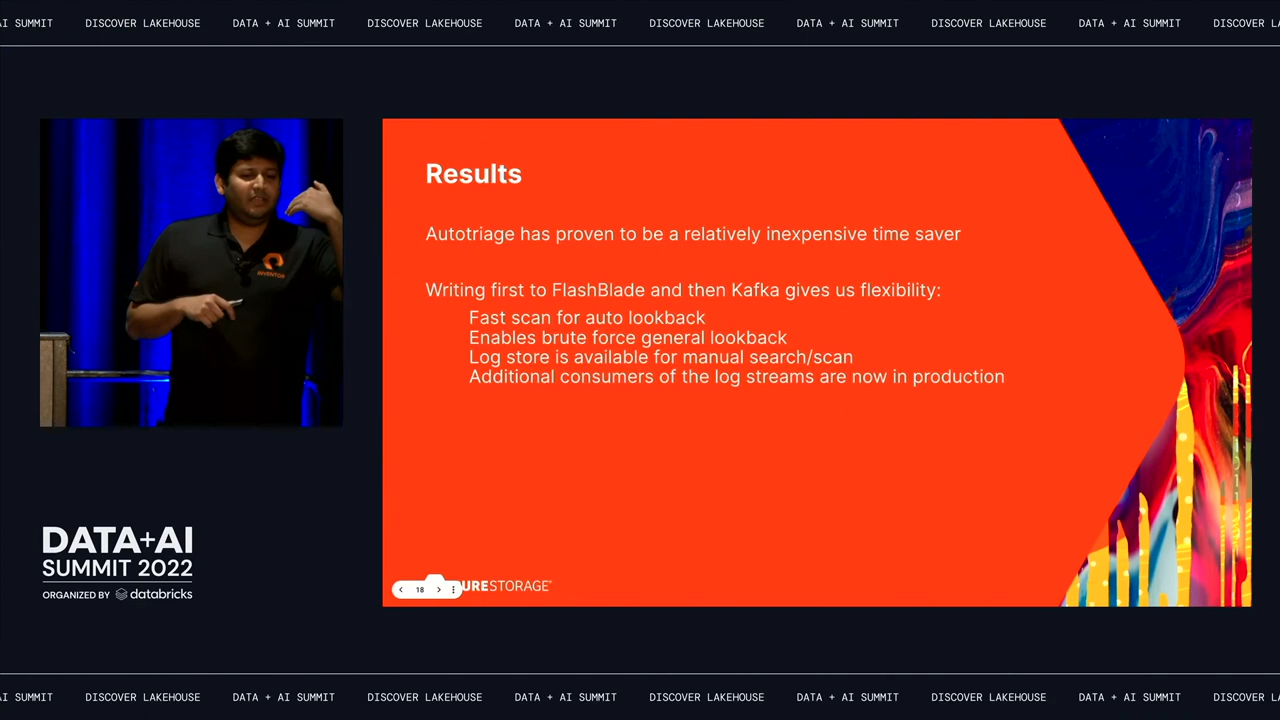 AI SUMMIT DISCOVER LAKEHOUSE DATA + AI SUMMIT DISCOVER LAKEHOUSE DATA + AI SUMMIT DISCOVER LAKEHOUSE DATA + AI SUMMIT DISCOVER LAKEHOUSE DATA + AI SUMMIT DISCOVER
Results
Autotriage has proven to be a relatively inexpensive time saver
Writing first to FlashBlade and then Kafka gives us flexibility:
Fast scan for auto lookback
Enables brute force general lookback
Log store is available for manual search/scan
Additional consumers of the log streams are now in production
INVENTOR
DATA+AI
SUMMIT 2022
ORGANIZED BY databricks
18
URESTORAGE
AI SUMMIT DISCOVER LAKEHOUSE DATA + AI SUMMIT DISCOVER LAKEHOUSE DATA + AI SUMMIT DISCOVER LAKEHOUSE DATA + AI SUMMIT DISCOVER LAKEHOUSE DATA + AI SUMMIT DISCOVER